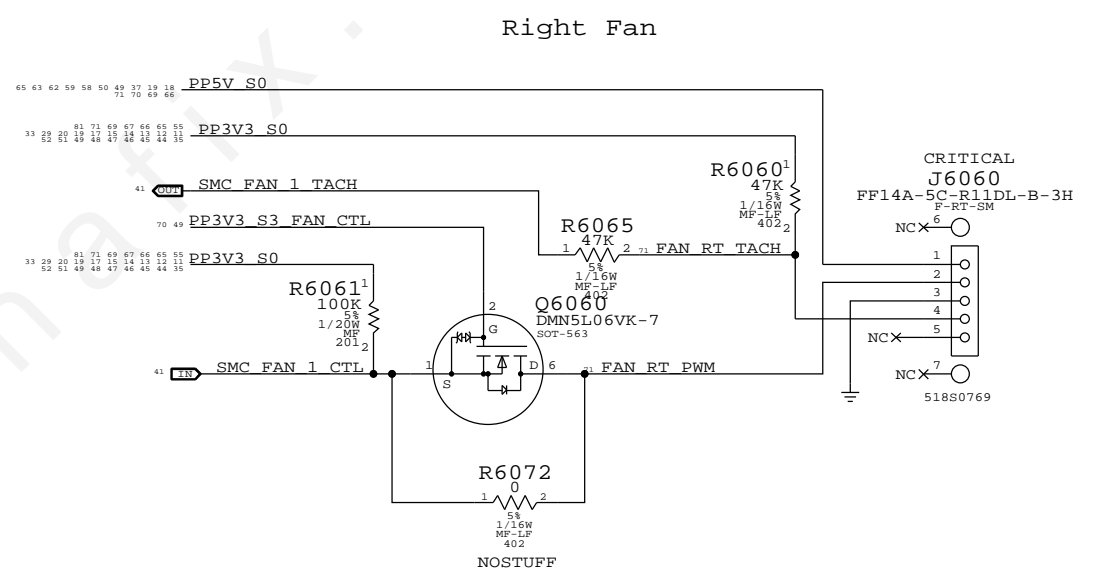 Right Fan
65 63 62 59 58 50 49 37 19 18
71 70 69 66
PP5V_S0
81 71 69 67 66 65 55
33 29 20 19 17 15 14 13 12 11
52 51 49 48 47 46 45 44 35
PP3V3_S0
41 OUT SMC_FAN_1_TACH
70 49 PP3V3_S3_FAN_CTL
81 71 69 67 66 65 55
33 29 20 19 17 15 14 13 12 11
52 51 49 48 47 46 45 44 35
PP3V3_S0
R6061 1
100K
5%
1/20W
MF
201 2
41 IN SMC_FAN_1_CTL
R6065
47K
1 2
5%
1/16W
MF-LF
402
71 FAN_RT_TACH
R6060 1
47K
5%
1/16W
MF-LF
402 2
Q6060
DMN5L06VK-7
SOT-563
2
G
1
S
D
6
71 FAN_RT_PWM
R6072
0
1 2
5%
1/16W
MF-LF
402
NOSTUFF
CRITICAL
J6060
FF14A-5C-R11DL-B-3H
F-RT-SM
NC 6
1
2
3
4
NC 5
NC 7
518S0769
nafix.